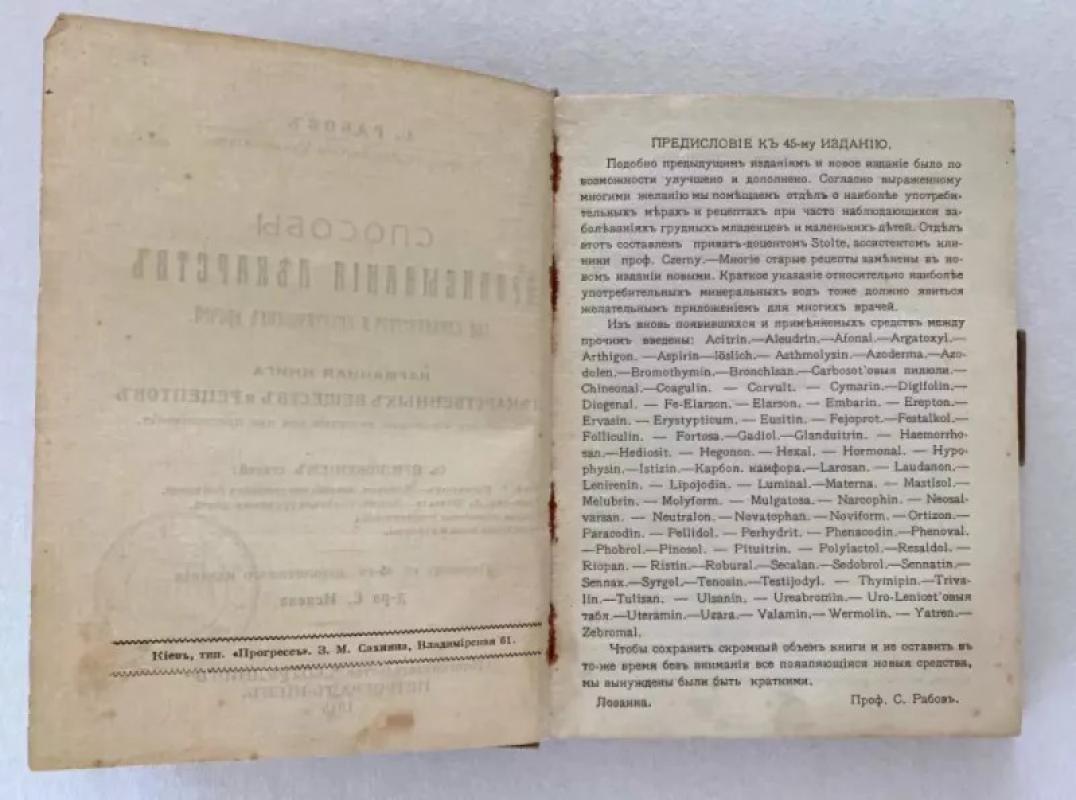 Кіевъ, тип. «Прогрессъ». З. М. Сахнина, Владимірская 61.
ПРЕДИСЛОВІЕ КЪ 45-му ИЗДАНІЮ.
Подобно предыдущимъ изданіямъ и новое изданіе было по
возможности улучшено и дополнено. Согласно выраженному
многими желанію мы помѣщаемъ отдѣлъ о наиболѣе употреби-
тельныхъ мѣрахъ и рецептахъ при часто наблюдающихся за-
болѣваніяхъ грудныхъ младенцевъ и маленькихъ дѣтей. Отдѣлъ
этотъ составленъ приватъ-доцентомъ Stolte, ассистентомъ кли-
ники проф. Czerny.—Многіе старые рецепты замѣнены въ но-
вомъ изданіи новыми. Краткое указаніе относительно наиболѣе
употребительныхъ минеральныхъ водъ тоже должно явиться
желательнымъ приложеніемъ для многихъ врачей.
Изъ вновь появившихся и примѣняемыхъ средствъ между
прочимъ введены: Acitrin.—Aleudrin.—Afonal.—Argatoxyl.—
Arthigon. —Aspirin—löslich.— Asthmolysin.—Azoderma.—Azo-
dolen.—Bromothymin.—Bronchisan.—Carbosot'овыя пилюли.—
Chineonal.—Coagulin. — Corvult. — Cymarin.—Digifolin.—
Diogenal. — Fe-Elarson. — Elarson. — Embarin. — Erepton.—
Ervasin. — Erystypticum. — Eusitin. — Fejoprot.—Festalkol.—
Folliculin. — Fortosa.—Gadiol.—Glanduitrin. — Haemorrho-
san.—Hediosit. — Hegonon. — Hexal. — Hormonal. — Hypo-
physin.—Istizin.—Карбол. камфора.—Larosan. — Laudanon.—
Lenirenin. — Lipojodin. — Luminal.—Materna. — Mastisol.—
Melubrin. — Molyform. — Mulgatosa.— Narcophin. — Neosal-
varsan. — Neutralon. — Novatophan. — Noviform. — Ortizon.—
Paracodin. — Pellidol. — Perhydrit. — Phenacodin.—Phenoval.
—Phobrol.—Pinosol. — Pituitrin. — Polylactol.—Resaldol. —
Riopan. — Ristin.— Robural.—Secalan.—Sedobrol.—Sennatin.—
Sennax.—Syrgol.—Tenosin.—Testijodyl. — Thymipin.—Triva-
lin.—Tulisan. — Ulsanin. — Ureabromin.— Uro-Lenicet'овыя
табл.—Uteramin.—Uzara.— Valamin.— Wermolin. — Yatren.—
Zebromal.
Чтобы сохранить скромный объемъ книги и не оставить въ
то-же время безъ вниманія все появляющіяся новыя средства,
мы вынуждены были быть краткими.
Лозанна. Проф. С. Рабовъ.